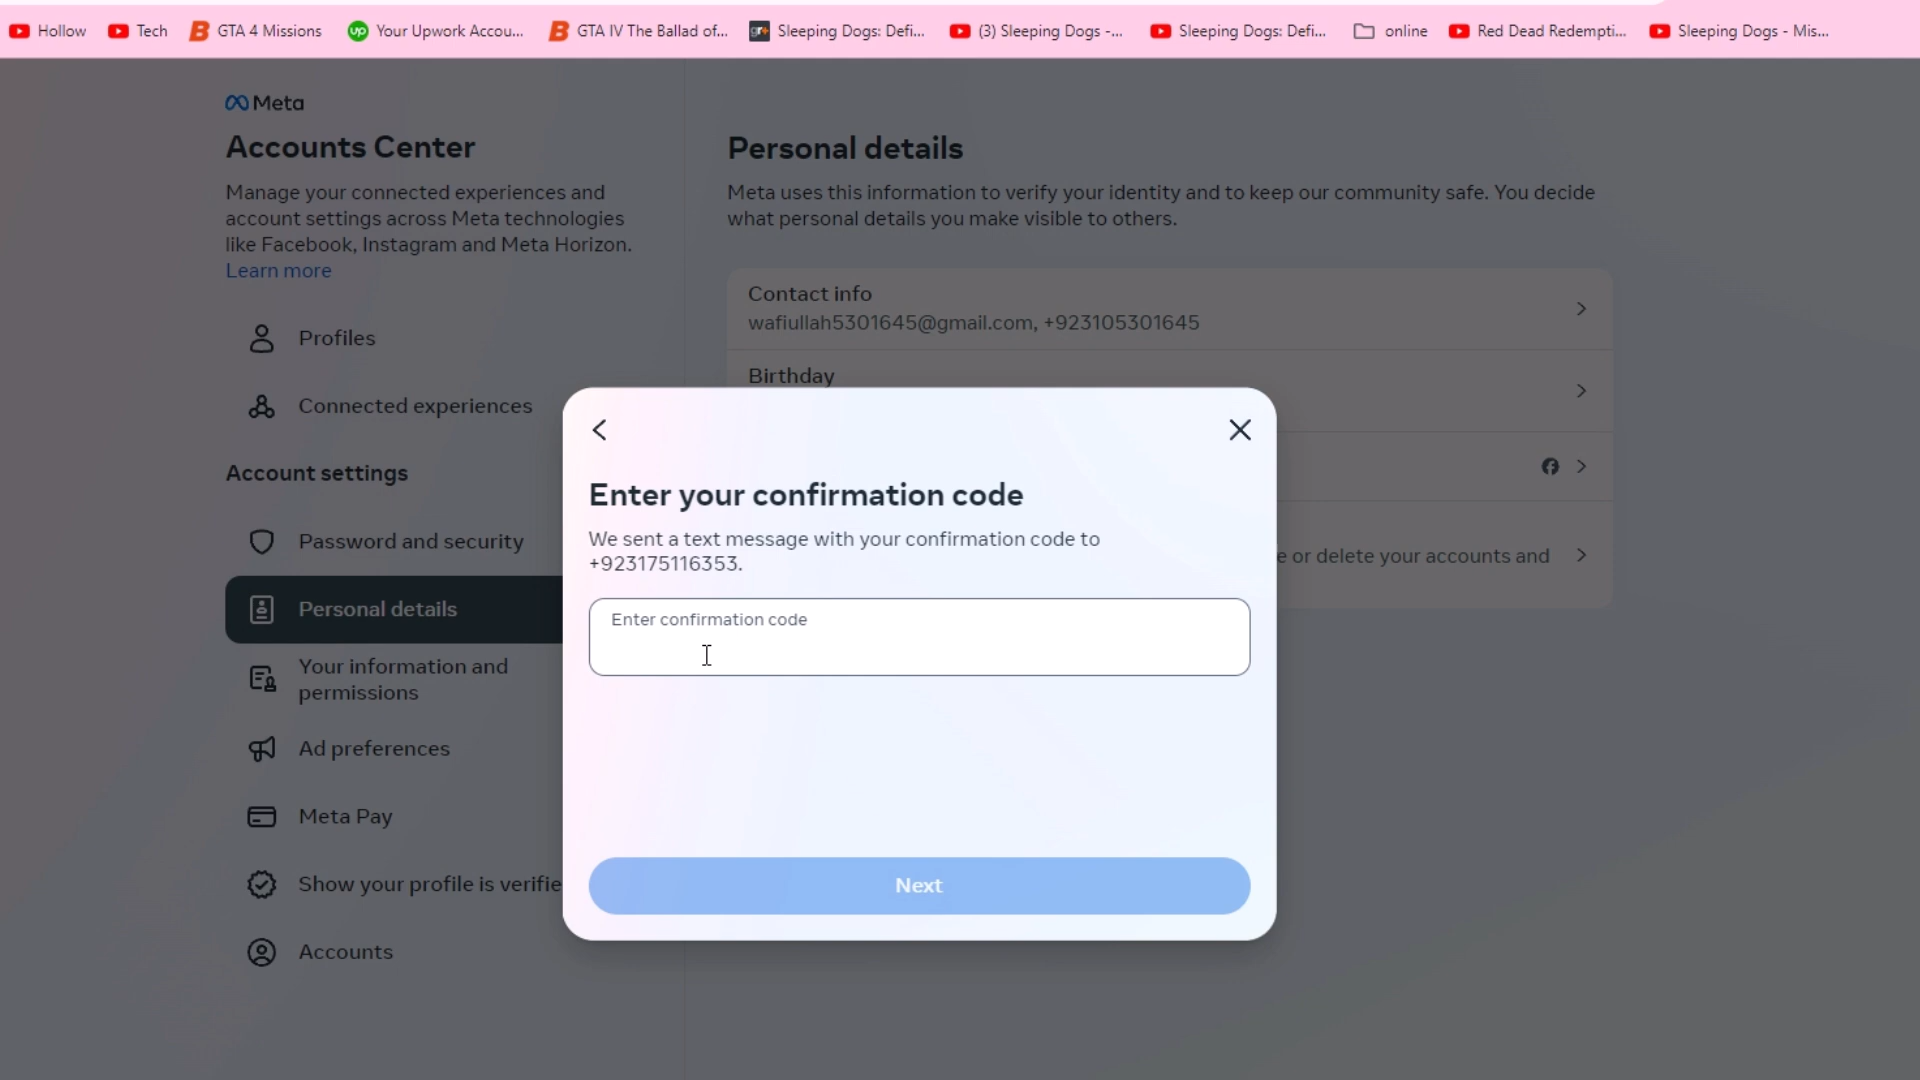 Hollow
Tech
GTA 4 Missions
up
Your Upwork Accou...
GTA IV The Ballad of...
gr+
Sleeping Dogs: Defi...
(3) Sleeping Dogs -...
Sleeping Dogs: Defi...
online
Red Dead Redempti...
Sleeping Dogs - Mis...
Meta
Accounts Center
Manage your connected experiences and
account settings across Meta technologies
like Facebook, Instagram and Meta Horizon.
Learn more
Profiles
Connected experiences
Account settings
Password and security
Personal details
Your information and
permissions
Ad preferences
Meta Pay
Show your profile is verifie
Accounts
Personal details
Meta uses this information to verify your identity and to keep our community safe. You decide
what personal details you make visible to others.
Contact info
wafiullah5301645@gmail.com, +923105301645
Birthday
e or delete your accounts and
Enter your confirmation code
We sent a text message with your confirmation code to
+923175116353.
Enter confirmation code
Next